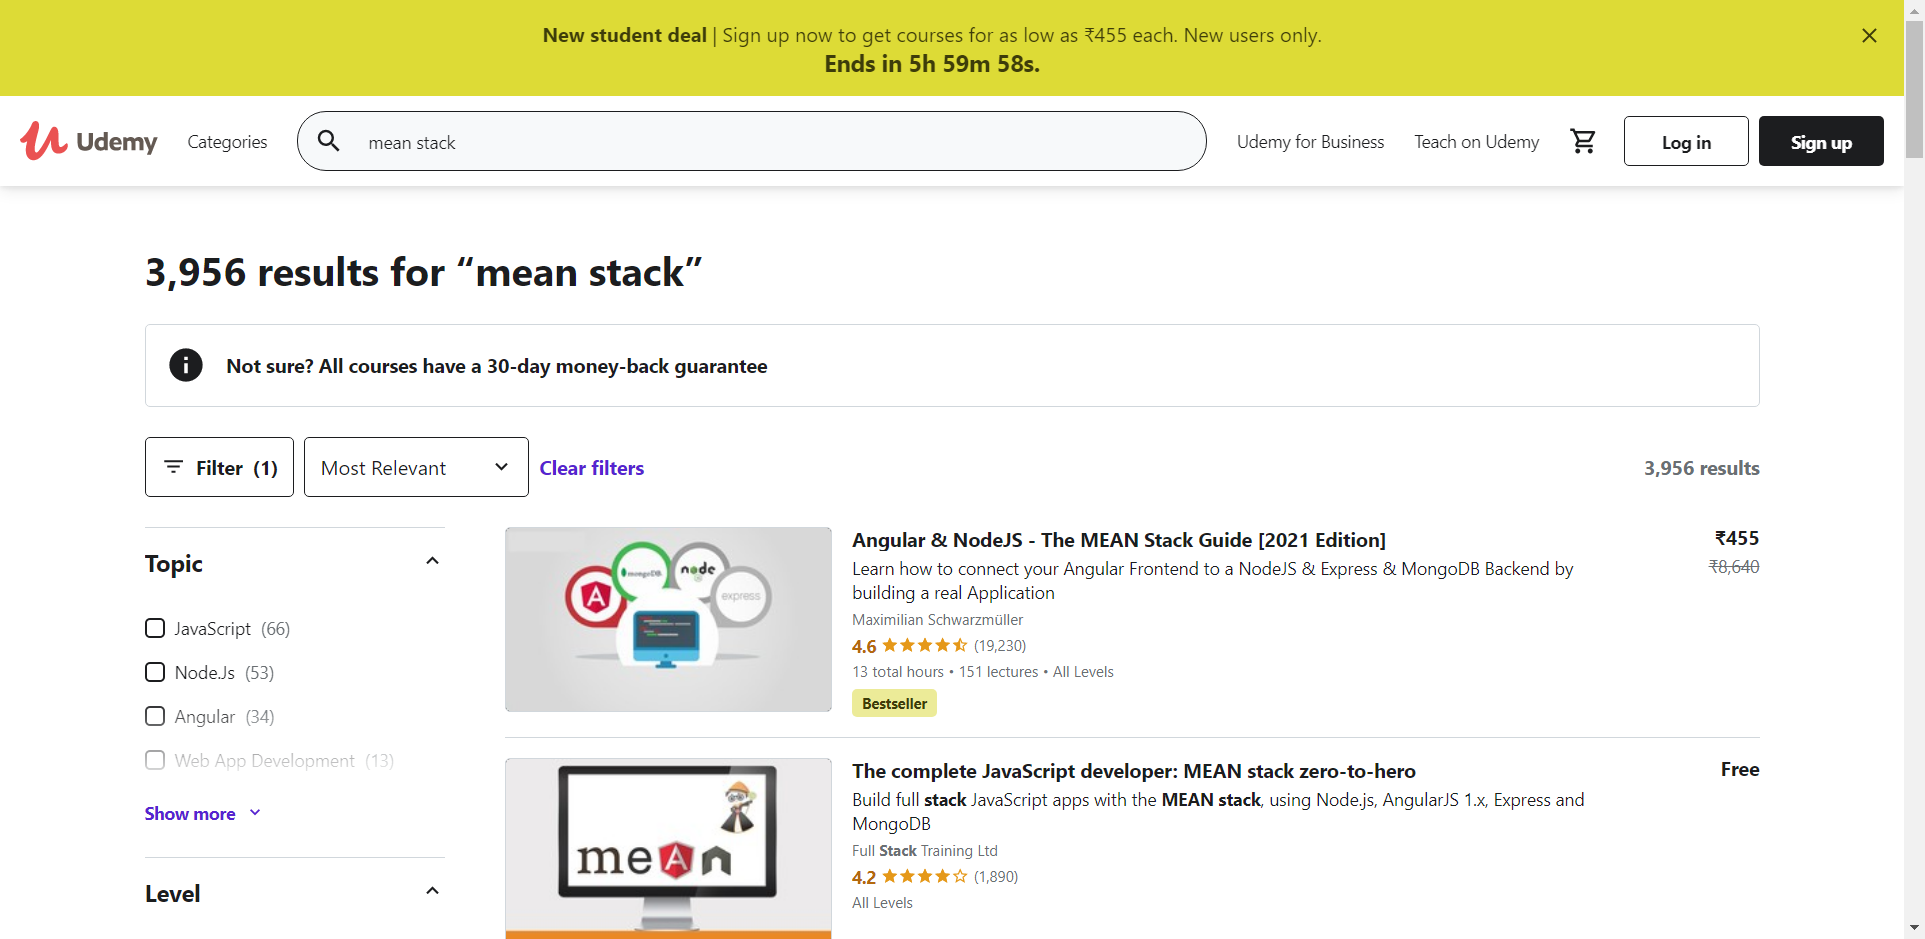 New student deal | Sign up now to get courses for as low as ₹455 each. New users only.
Ends in 5h 59m 58s.
Udemy
Categories
mean stack
Udemy for Business
Teach on Udemy
Log in
Sign up
3,956 results for “mean stack”
Not sure? All courses have a 30-day money-back guarantee
Filter (1)
Most Relevant
Clear filters
3,956 results
Topic
JavaScript (66)
Node.Js (53)
Angular (34)
Web App Development (13)
Show more
Level
mongoDB
node
A
express
Angular & NodeJS - The MEAN Stack Guide [2021 Edition]
₹455
Learn how to connect your Angular Frontend to a NodeJS & Express & MongoDB Backend by
₹8,640
building a real Application
Maximilian Schwarzmüller
4.6 (19,230)
13 total hours • 151 lectures • All Levels
Bestseller
meAn
The complete JavaScript developer: MEAN stack zero-to-hero
Free
Build full stack JavaScript apps with the MEAN stack, using Node.js, AngularJS 1.x, Express and
MongoDB
Full Stack Training Ltd
4.2 (1,890)
All Levels